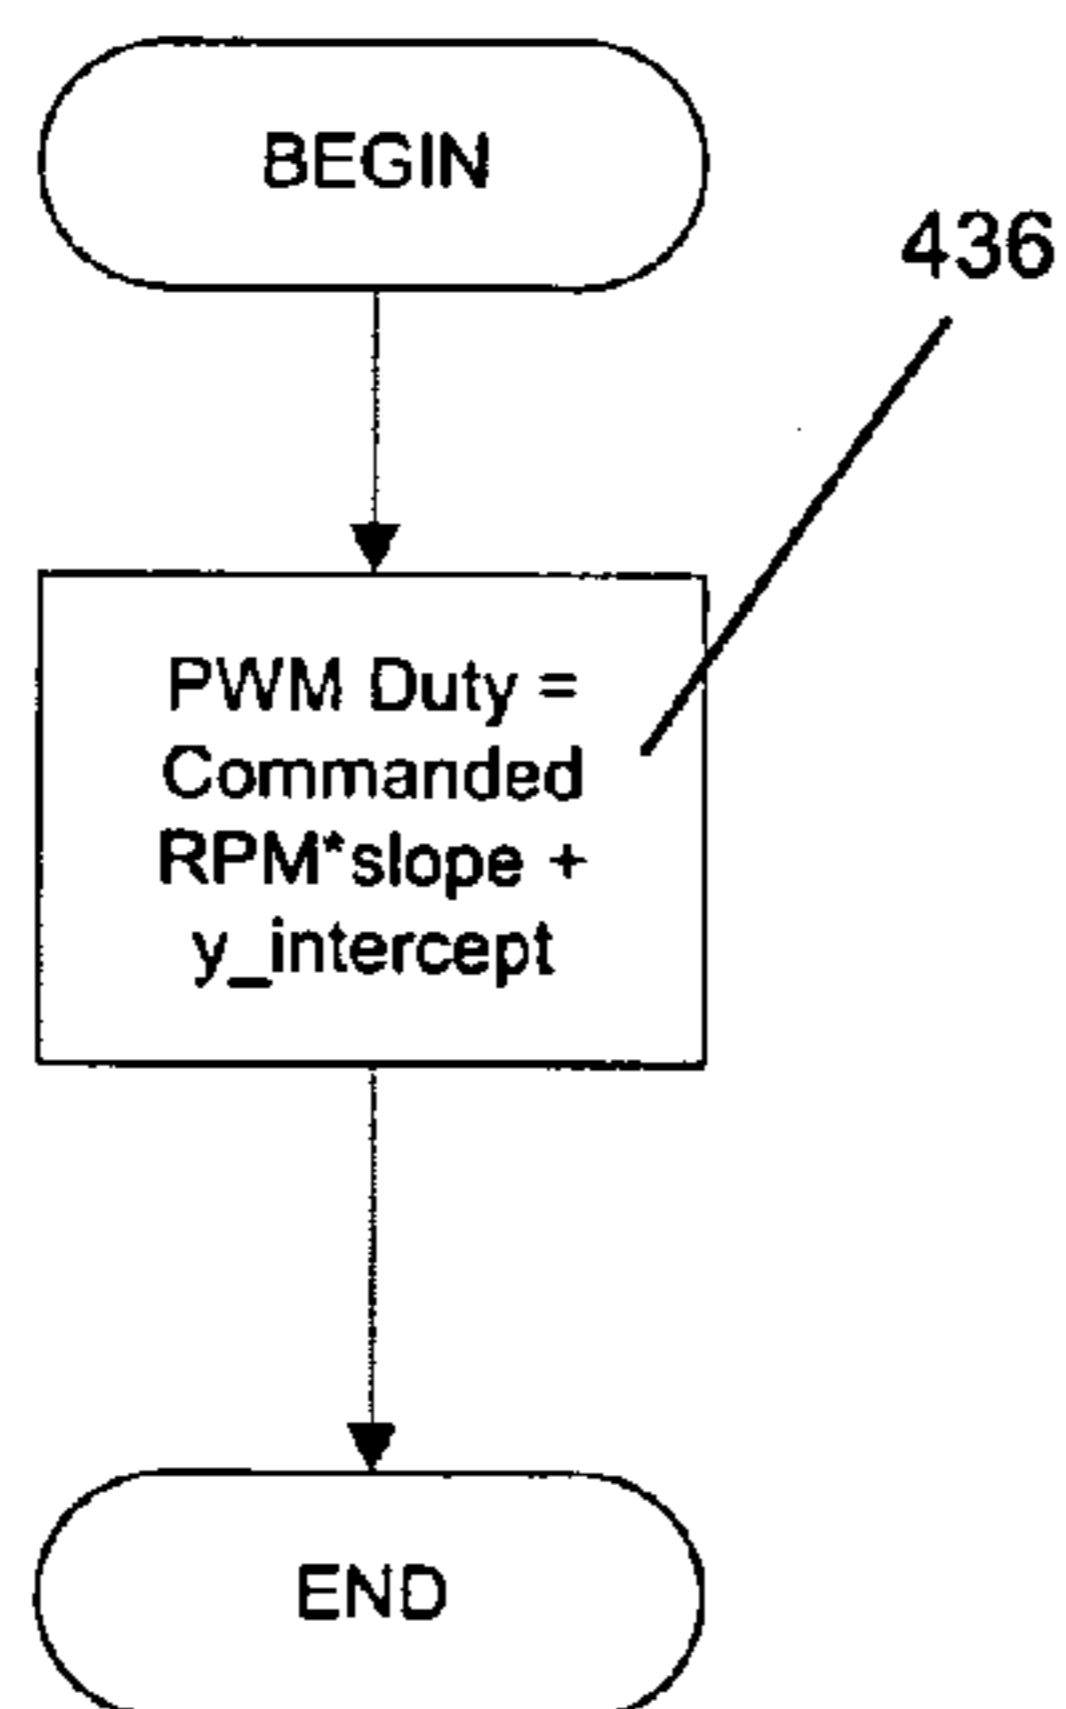 BEGIN
436
PWM Duty =
Commanded
RPM*slope +
y_intercept
END